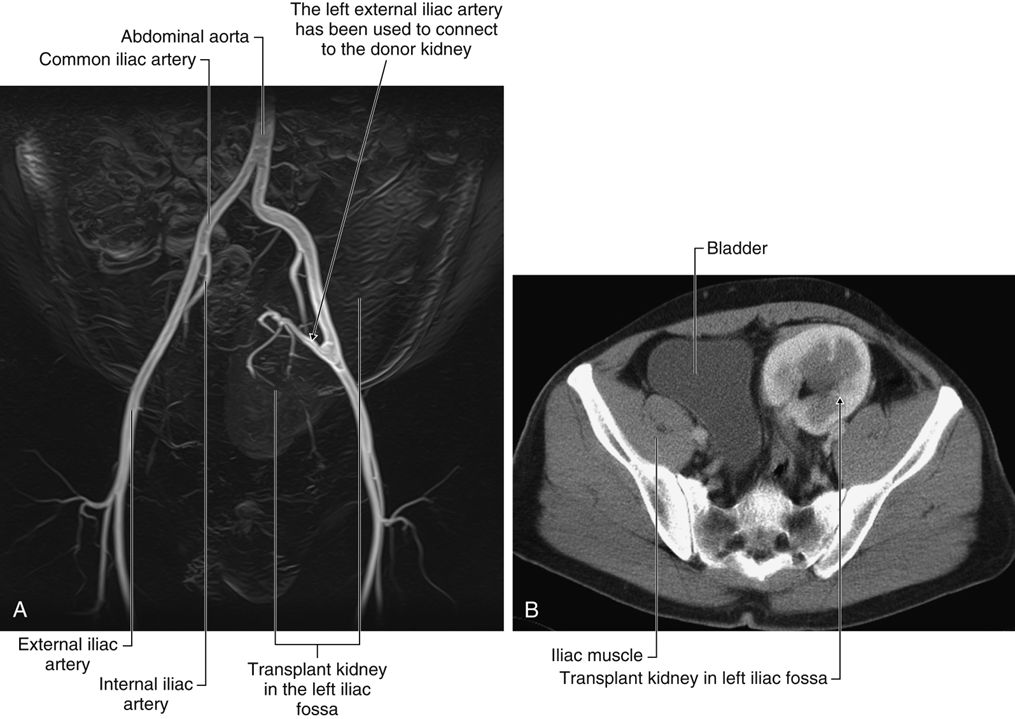 The left external iliac artery
has been used to connect
to the donor kidney
Abdominal aorta
Common iliac artery
Bladder
A
B
External iliac
artery
Internal iliac
artery
Transplant kidney
in the left iliac
fossa
Iliac muscle
Transplant kidney in left iliac fossa